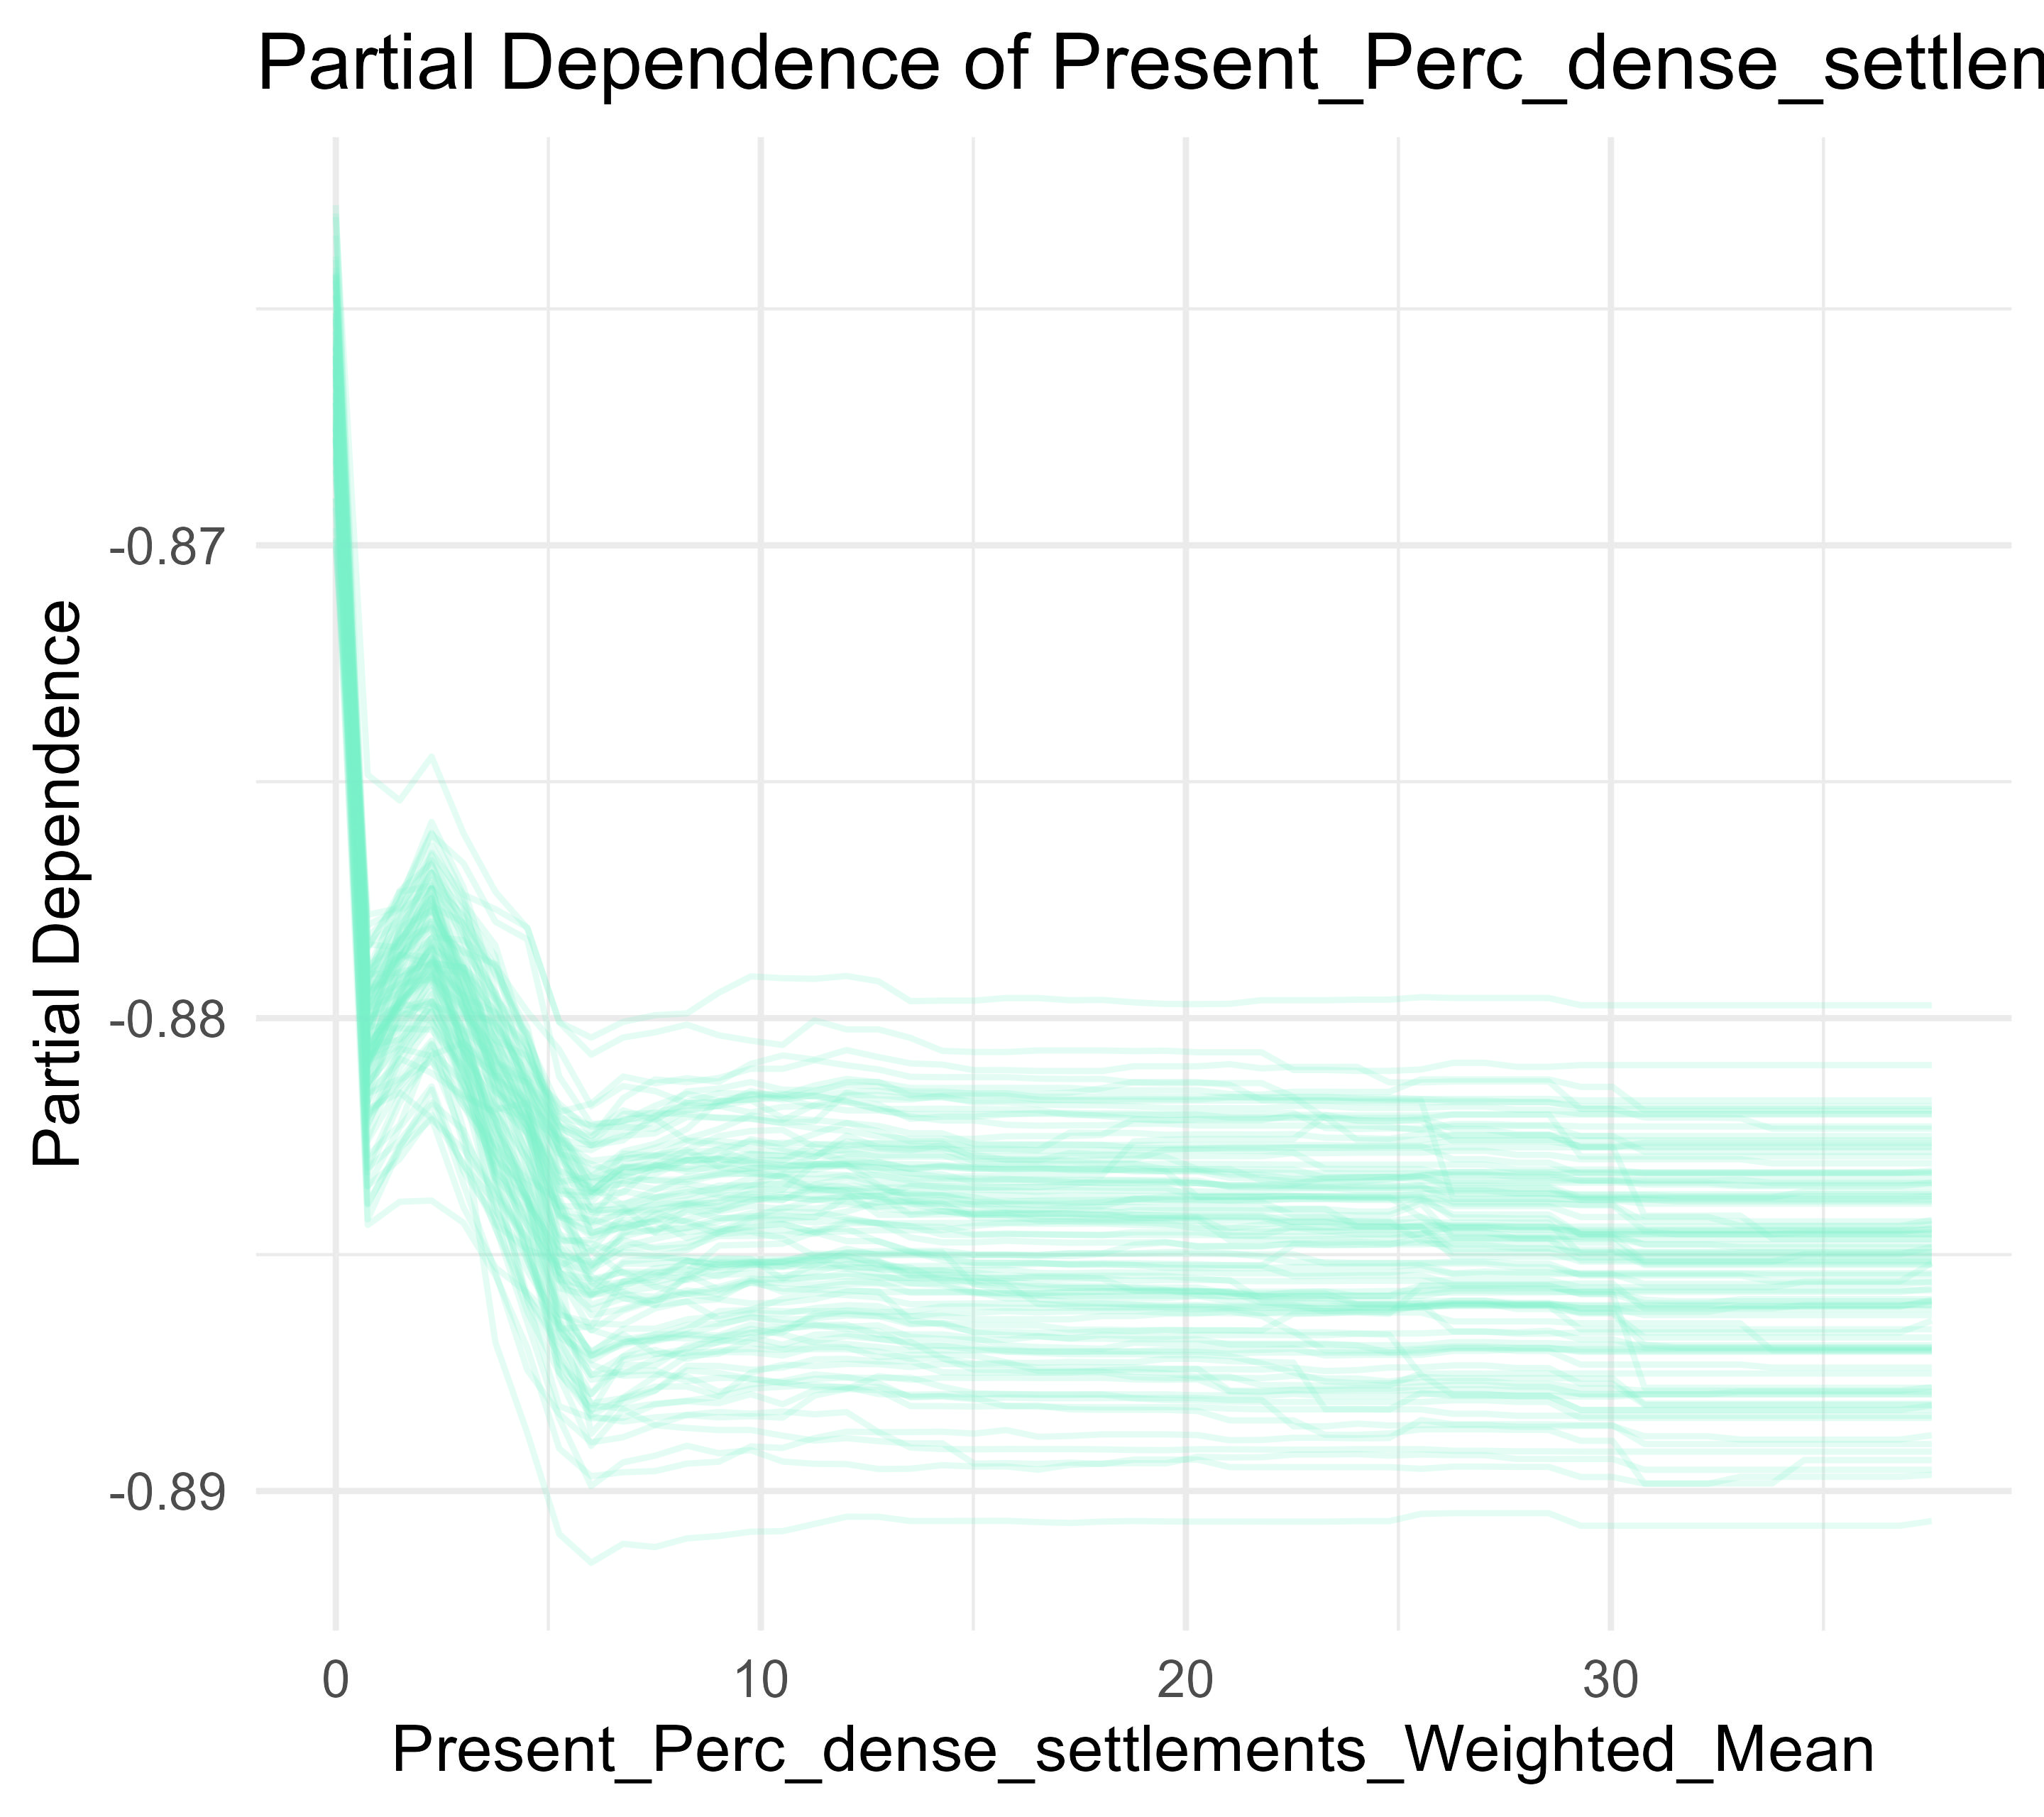 Partial Dependence of Present_Perc_dense_settlem
Partial Dependence
-0.87
-0.88
-0.89
0 10 20 30
Present_Perc_dense_settlements_Weighted_Mean